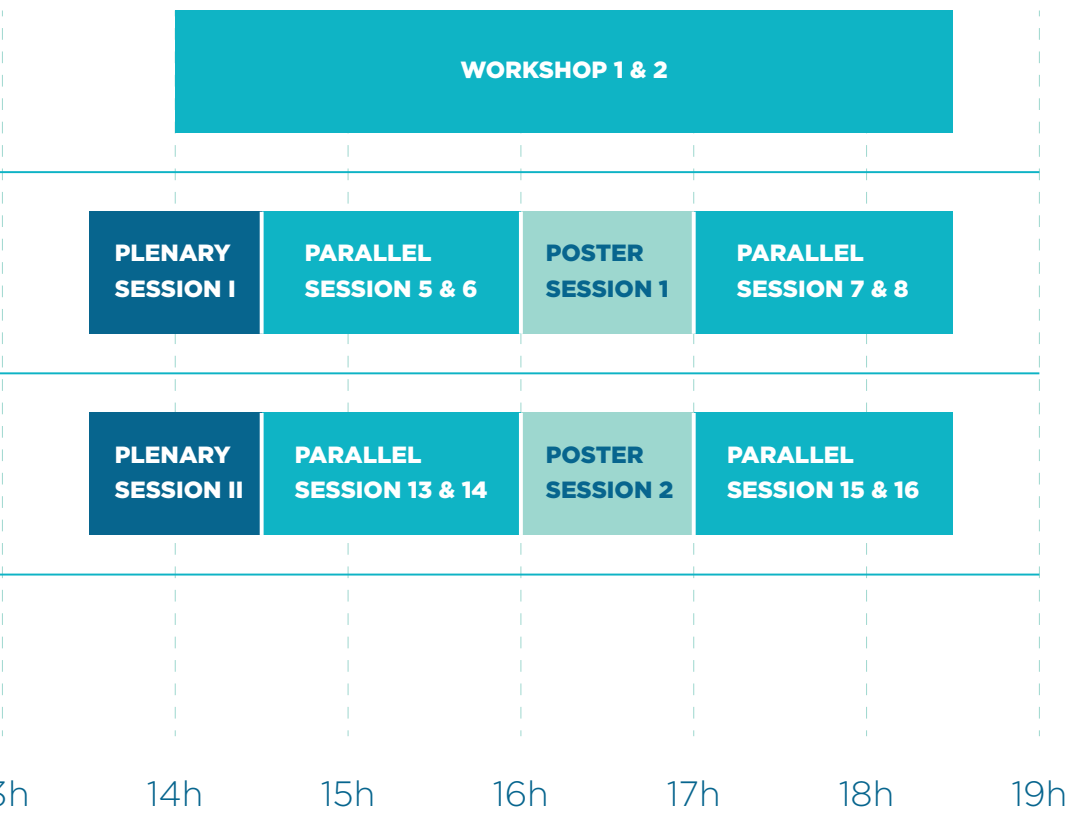 WORKSHOP 1 & 2
PLENARY
SESSION I
PARALLEL
SESSION 5 & 6
POSTER
SESSION 1
PARALLEL
SESSION 7 & 8
PLENARY
SESSION II
PARALLEL
SESSION 13 & 14
POSTER
SESSION 2
PARALLEL
SESSION 15 & 16
3h 14h 15h 16h 17h 18h 19h